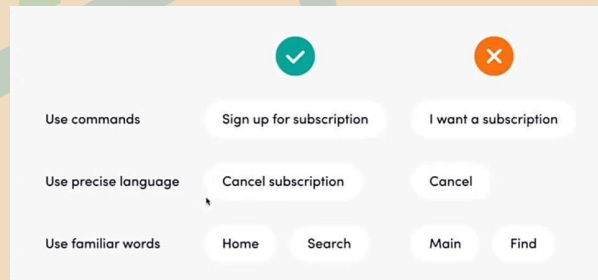 Use commands Sign up for subscription I want a subscription
Use precise language Cancel subscription Cancel
Use familiar words Home Search Main Find